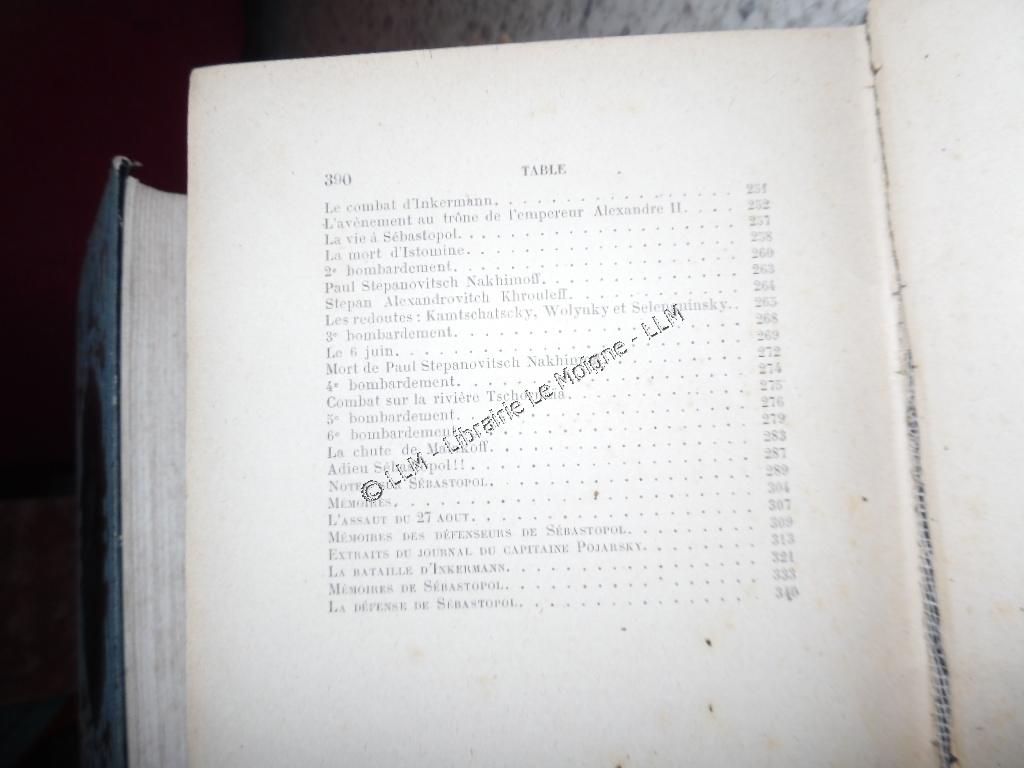 390 TABLE
Le combat d'Inkermann. . . . . . . . . . . . . 251
L'avènement au trône de l'empereur Alexandre II. . . . 252
La vie à Sébastopol. . . . . . . . . . . . . . 257
La mort d'Istomine. . . . . . . . . . . . . . 258
2e bombardement. . . . . . . . . . . . . . 260
Paul Stepanovitsch Nakhimoff. . . . . . . . . . 263
Stepan Alexandrovitch Khrouleff. . . . . . . . . 264
Les redoutes : Kamtschatscky, Wolynky et Selenguinsky. . 265
3e bombardement. . . . . . . . . . . . . . 268
Le 6 juin. . . . . . . . . . . . . . . . . 269
Mort de Paul Stepanovitsch Nakhimoff. . . . . . . 272
4e bombardement. . . . . . . . . . . . . . 274
Combat sur la rivière . . . . . . . . . 275
5e bombardement. . . . . . . . . . . . . . 276
6e bombardement. . . . . . . . . . . . . . 279
La chute de Malakoff. . . . . . . . . . . . . 283
Adieu Sébastopol!! . . . . . . . . . . . . . . 287
Notes sur Sébastopol. . . . . . . . . . . . . 289
Mémoires. . . . . . . . . . . . . . . . . 304
L'assaut du 27 aout. . . . . . . . . . . . . . 307
Mémoires des défenseurs de Sébastopol. . . . . . . 309
Extraits du journal du capitaine Pojarsky. . . . . . 313
La bataille d'Inkermann. . . . . . . . . . . . 321
Mémoires de Sébastopol. . . . . . . . . . . . 333
La défense de Sébastopol. . . . . . . . . . . . 340
© LLM - Librairie Le Moigne - LLM